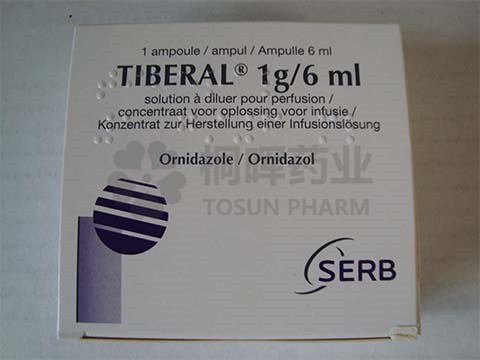 1 ampoule / ampul / Ampulle 6 ml
TIBERAL® 1g/6 ml
solution à diluer pour perfusion /
concentraat voor oplossing voor infusie /
Konzentrat zur Herstellung einer Infusionslösung
Ornidazole / Ornidazol
桐晖药业
TOSUN PHARM
SERB